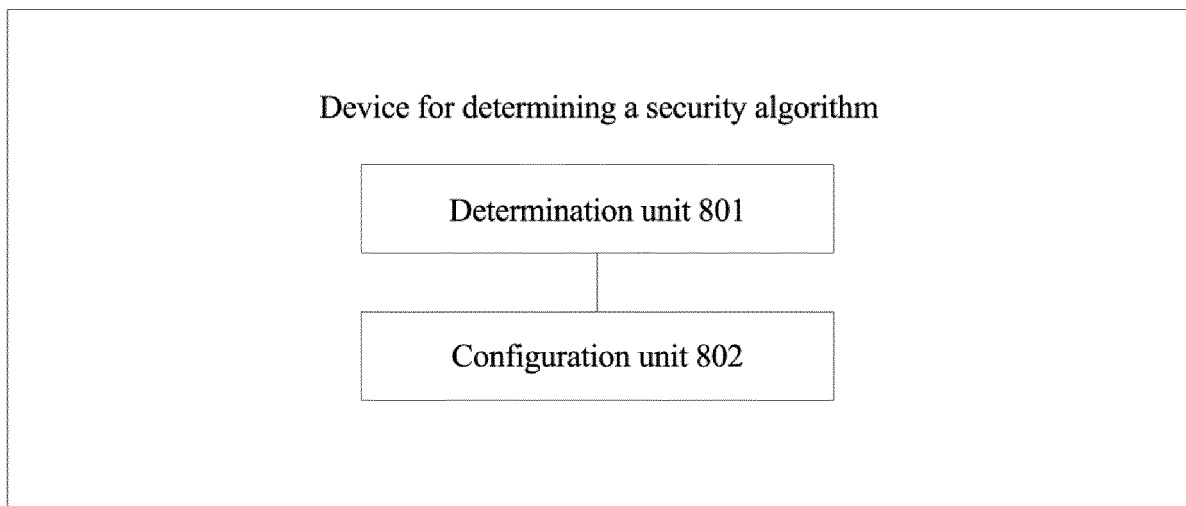 Device for determining a security algorithm
Determination unit 801
Configuration unit 802